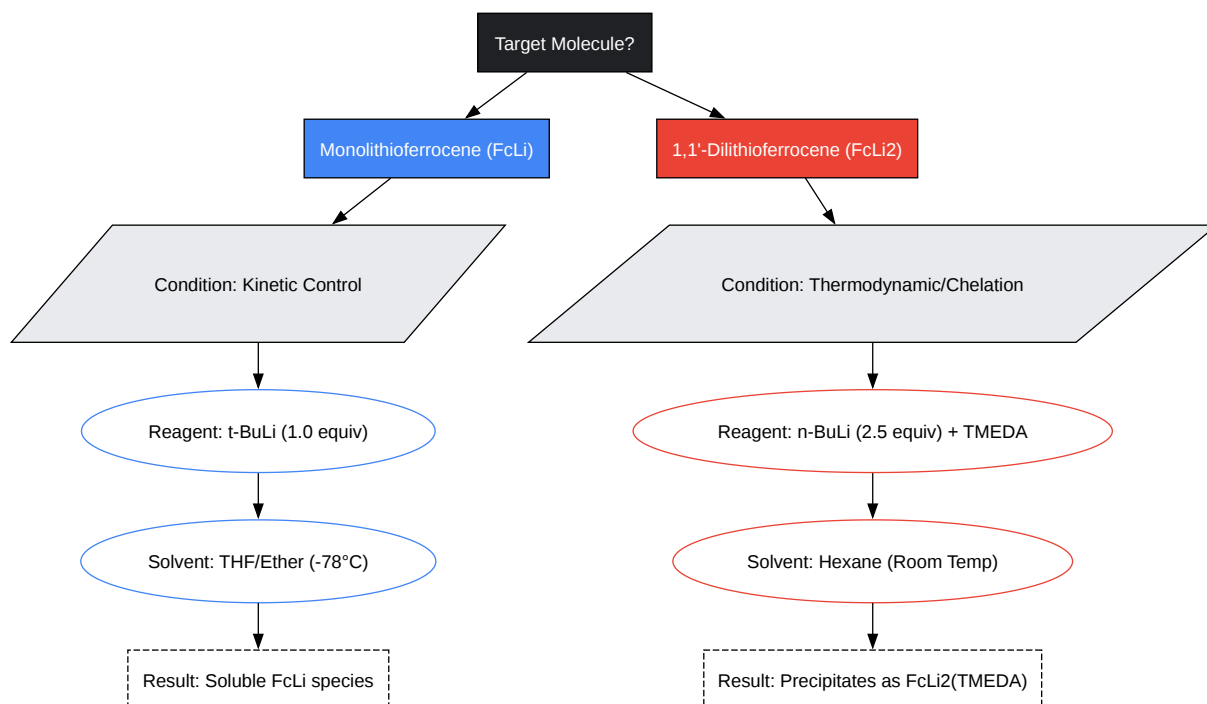 Target Molecule?
Monolithioferrocene (FcLi)
1,1'-Dilithioferrocene (FcLi2)
Condition: Kinetic Control
Condition: Thermodynamic/Chelation
Reagent: t-BuLi (1.0 equiv)
Reagent: n-BuLi (2.5 equiv) + TMEDA
Solvent: THF/Ether (-78°C)
Solvent: Hexane (Room Temp)
Result: Soluble FcLi species
Result: Precipitates as FcLi2(TMEDA)